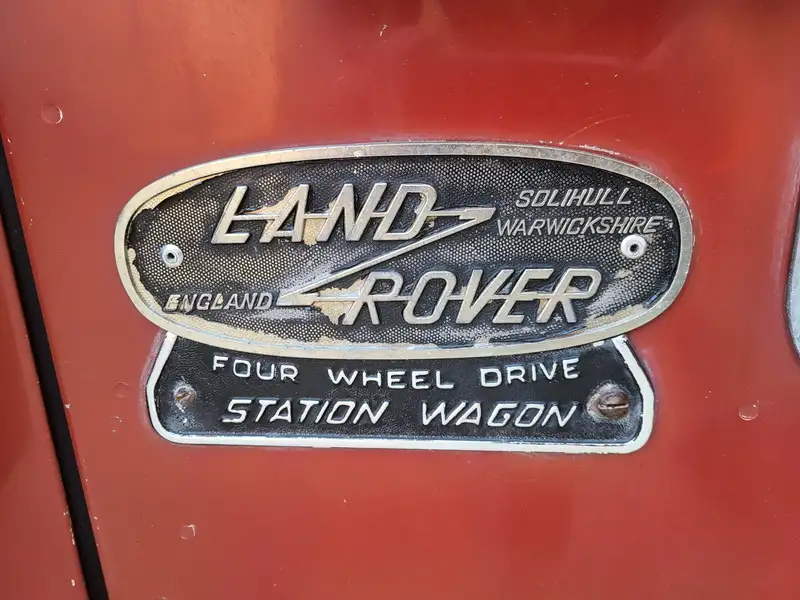 LAND
SOLIHULL
WARWICKSHIRE
ENGLAND
ROVER
FOUR WHEEL DRIVE
STATION WAGON